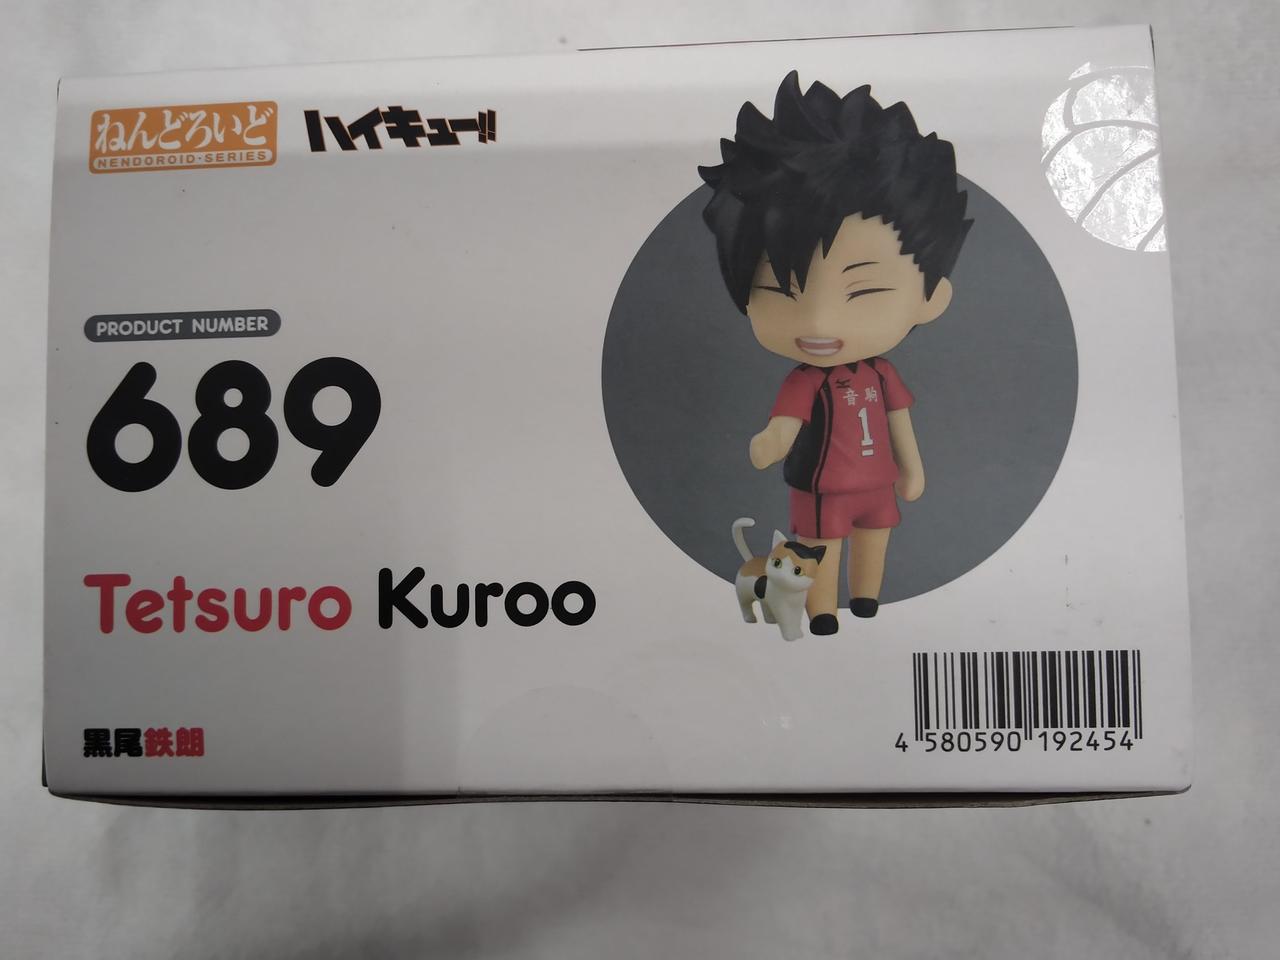 ねんどろいど
NENDOROID・SERIES
ハイキュー!!
PRODUCT NUMBER
689
Tetsuro Kuroo
黒尾鉄朗
音駒
1
4 580590 192454